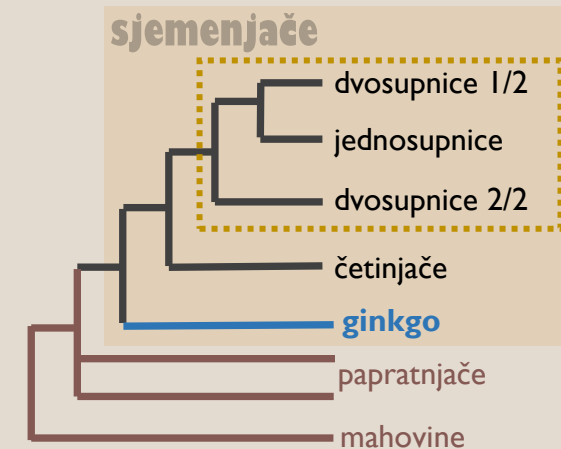 sjemenjače
dvosupnice 1/2
jednosupnice
dvosupnice 2/2
četinjače
ginkgo
papratnjače
mahovine